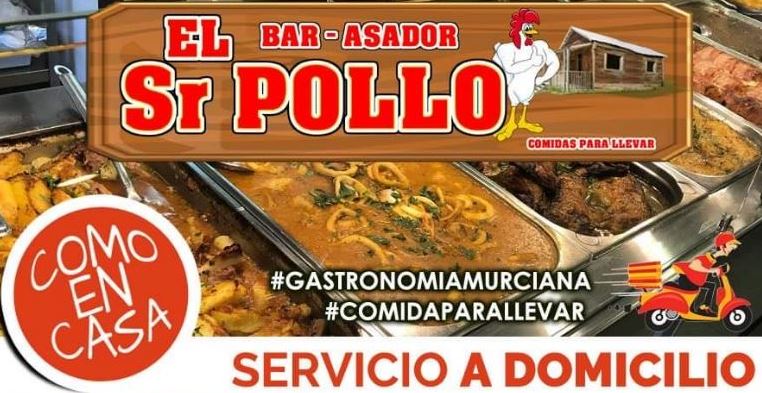 EL BAR - ASADOR
Sr POLLO
COMIDAS PARA LLEVAR
COMO
EN
CASA
#GASTRONOMIAMURCIANA
#COMIDAPARALLEVAR
SERVICIO A DOMICILIO